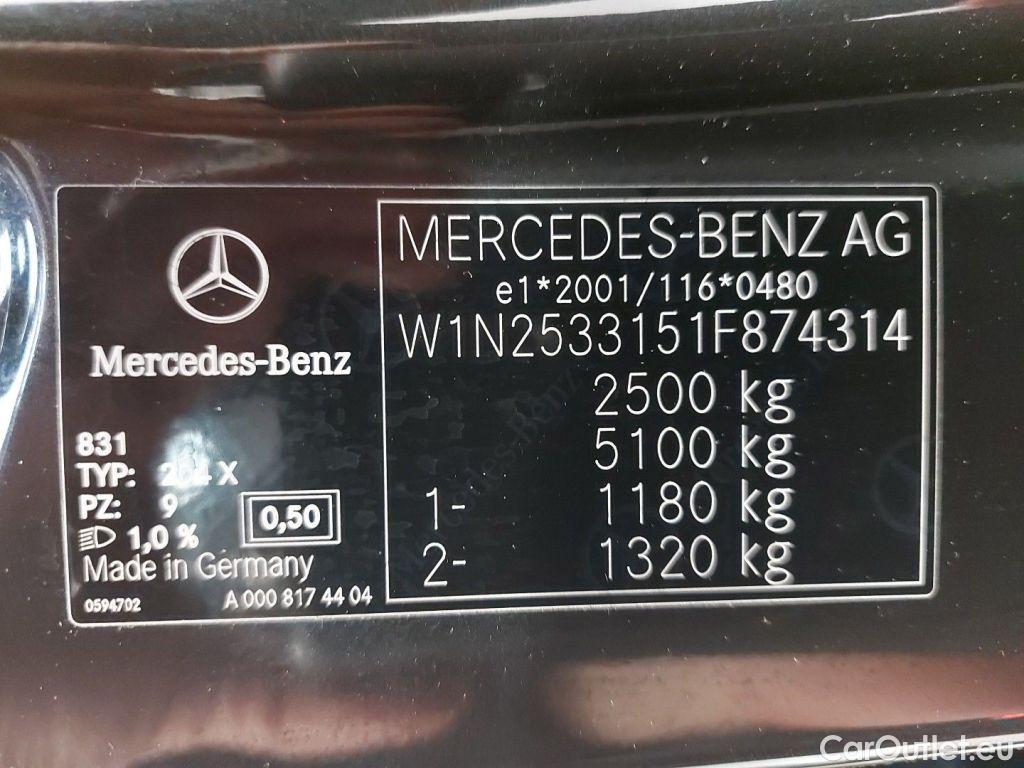 Mercedes-Benz
831
TYP: 204 X
PZ: 9
1,0 %
0,50
Made in Germany
0594702
A 000 817 44 04
MERCEDES-BENZ AG
e1*2001/116*0480
W1N2533151F874314
2500 kg
5100 kg
1- 1180 kg
2- 1320 kg
CarOutlet.eu